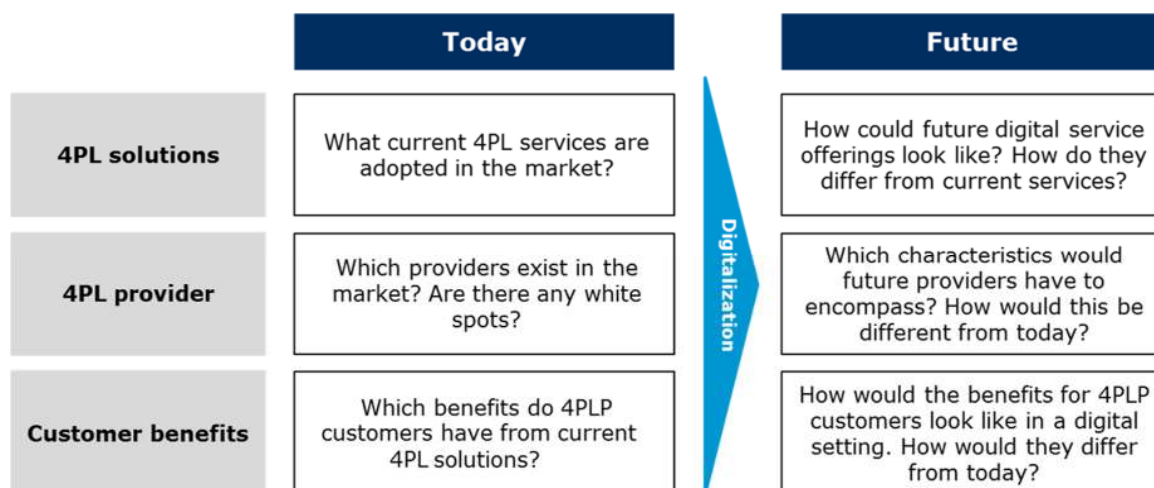 Today
Future
4PL solutions
What current 4PL services are
adopted in the market?
How could future digital service
offerings look like? How do they
differ from current services?
Digitalization
4PL provider
Which providers exist in the
market? Are there any white
spots?
Which characteristics would
future providers have to
encompass? How would this be
different from today?
Customer benefits
Which benefits do 4PLP
customers have from current
4PL solutions?
How would the benefits for 4PLP
customers look like in a digital
setting. How would they differ
from today?